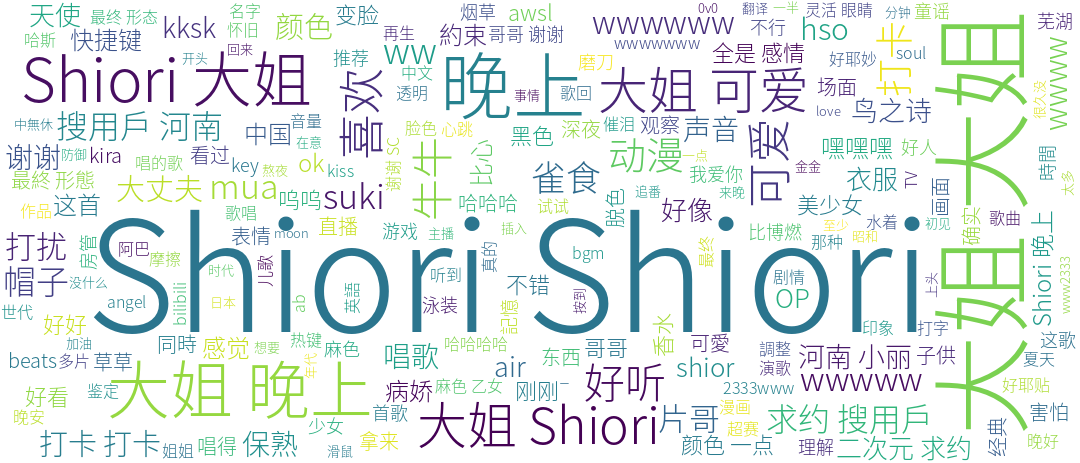 天使
最终 形态
名字
kksk
颜色
变脸
烟草
awsl
wwwwww
0v0
翻译
一半
灵活 眼睛
分钟
童谣
芜湖
哈斯
快捷键
怀旧
ww
再生
約束
哥哥 谢谢
wwwwwww
不行
hso
打卡
大姐 大姐
wwww
开头
回来
推荐
磨刀
全是 感情
好耶妙
soul
很久没
Shiori 大姐
喜欢
中文
透明
晚上
事情
歌回
大姐 可爱
场面
love
鸟之诗
中無休
搜用戶 河南
中国
音量
在意
脸色
心跳
谢谢 SC
黑色
深夜
催泪
观察
声音
可爱
嘿嘿嘿
好人
時間
谢谢
防御
kira
看过
key
熬夜
ok
kiss
牛牛
比心
动漫
一点
雀食
我爱你
金金
衣服
TV
画面
太多
最終 形態
唱的歌
大丈夫
mua
呜呜
suki
哈哈哈
试试
脱色
追番
来晚
好像
美少女
水着
初见
确实
歌曲
作品
这首
歌唱
直播
游戏
主播
插入
比博燃
那种
至少
昭和
Shiori 晚上
打扰
房管
阿巴
摩擦
表情
moon
儿歌
听到
真的
bgm
最终
剧情
上头
www2333
帽子
没什么
时代
Shiori Shiori
世代
angel
bilibili
日本
ab
英語
泳装
記憶
不错
按到
OP
印象
打字
这歌
好好
加油
同時
感觉
想要
热键
年代
麻色
哈哈哈哈
唱歌
东西
哥哥
香水
可愛
調整
演歌
河南 小丽
子供
夏天
beats
多片
草草
air
刚刚
shior
2333www
wwwww
好耶贴
好看
鉴定
大姐 晚上
病娇
麻色 乙女
好听
漫画
超赛
求约 搜用戶
害怕
晚安
少女
首歌
大姐 Shiori
片哥
经典
打卡 打卡
姐姐
唱得
保熟
滑鼠
拿来
颜色 一点
理解
二次元 求约
晚好